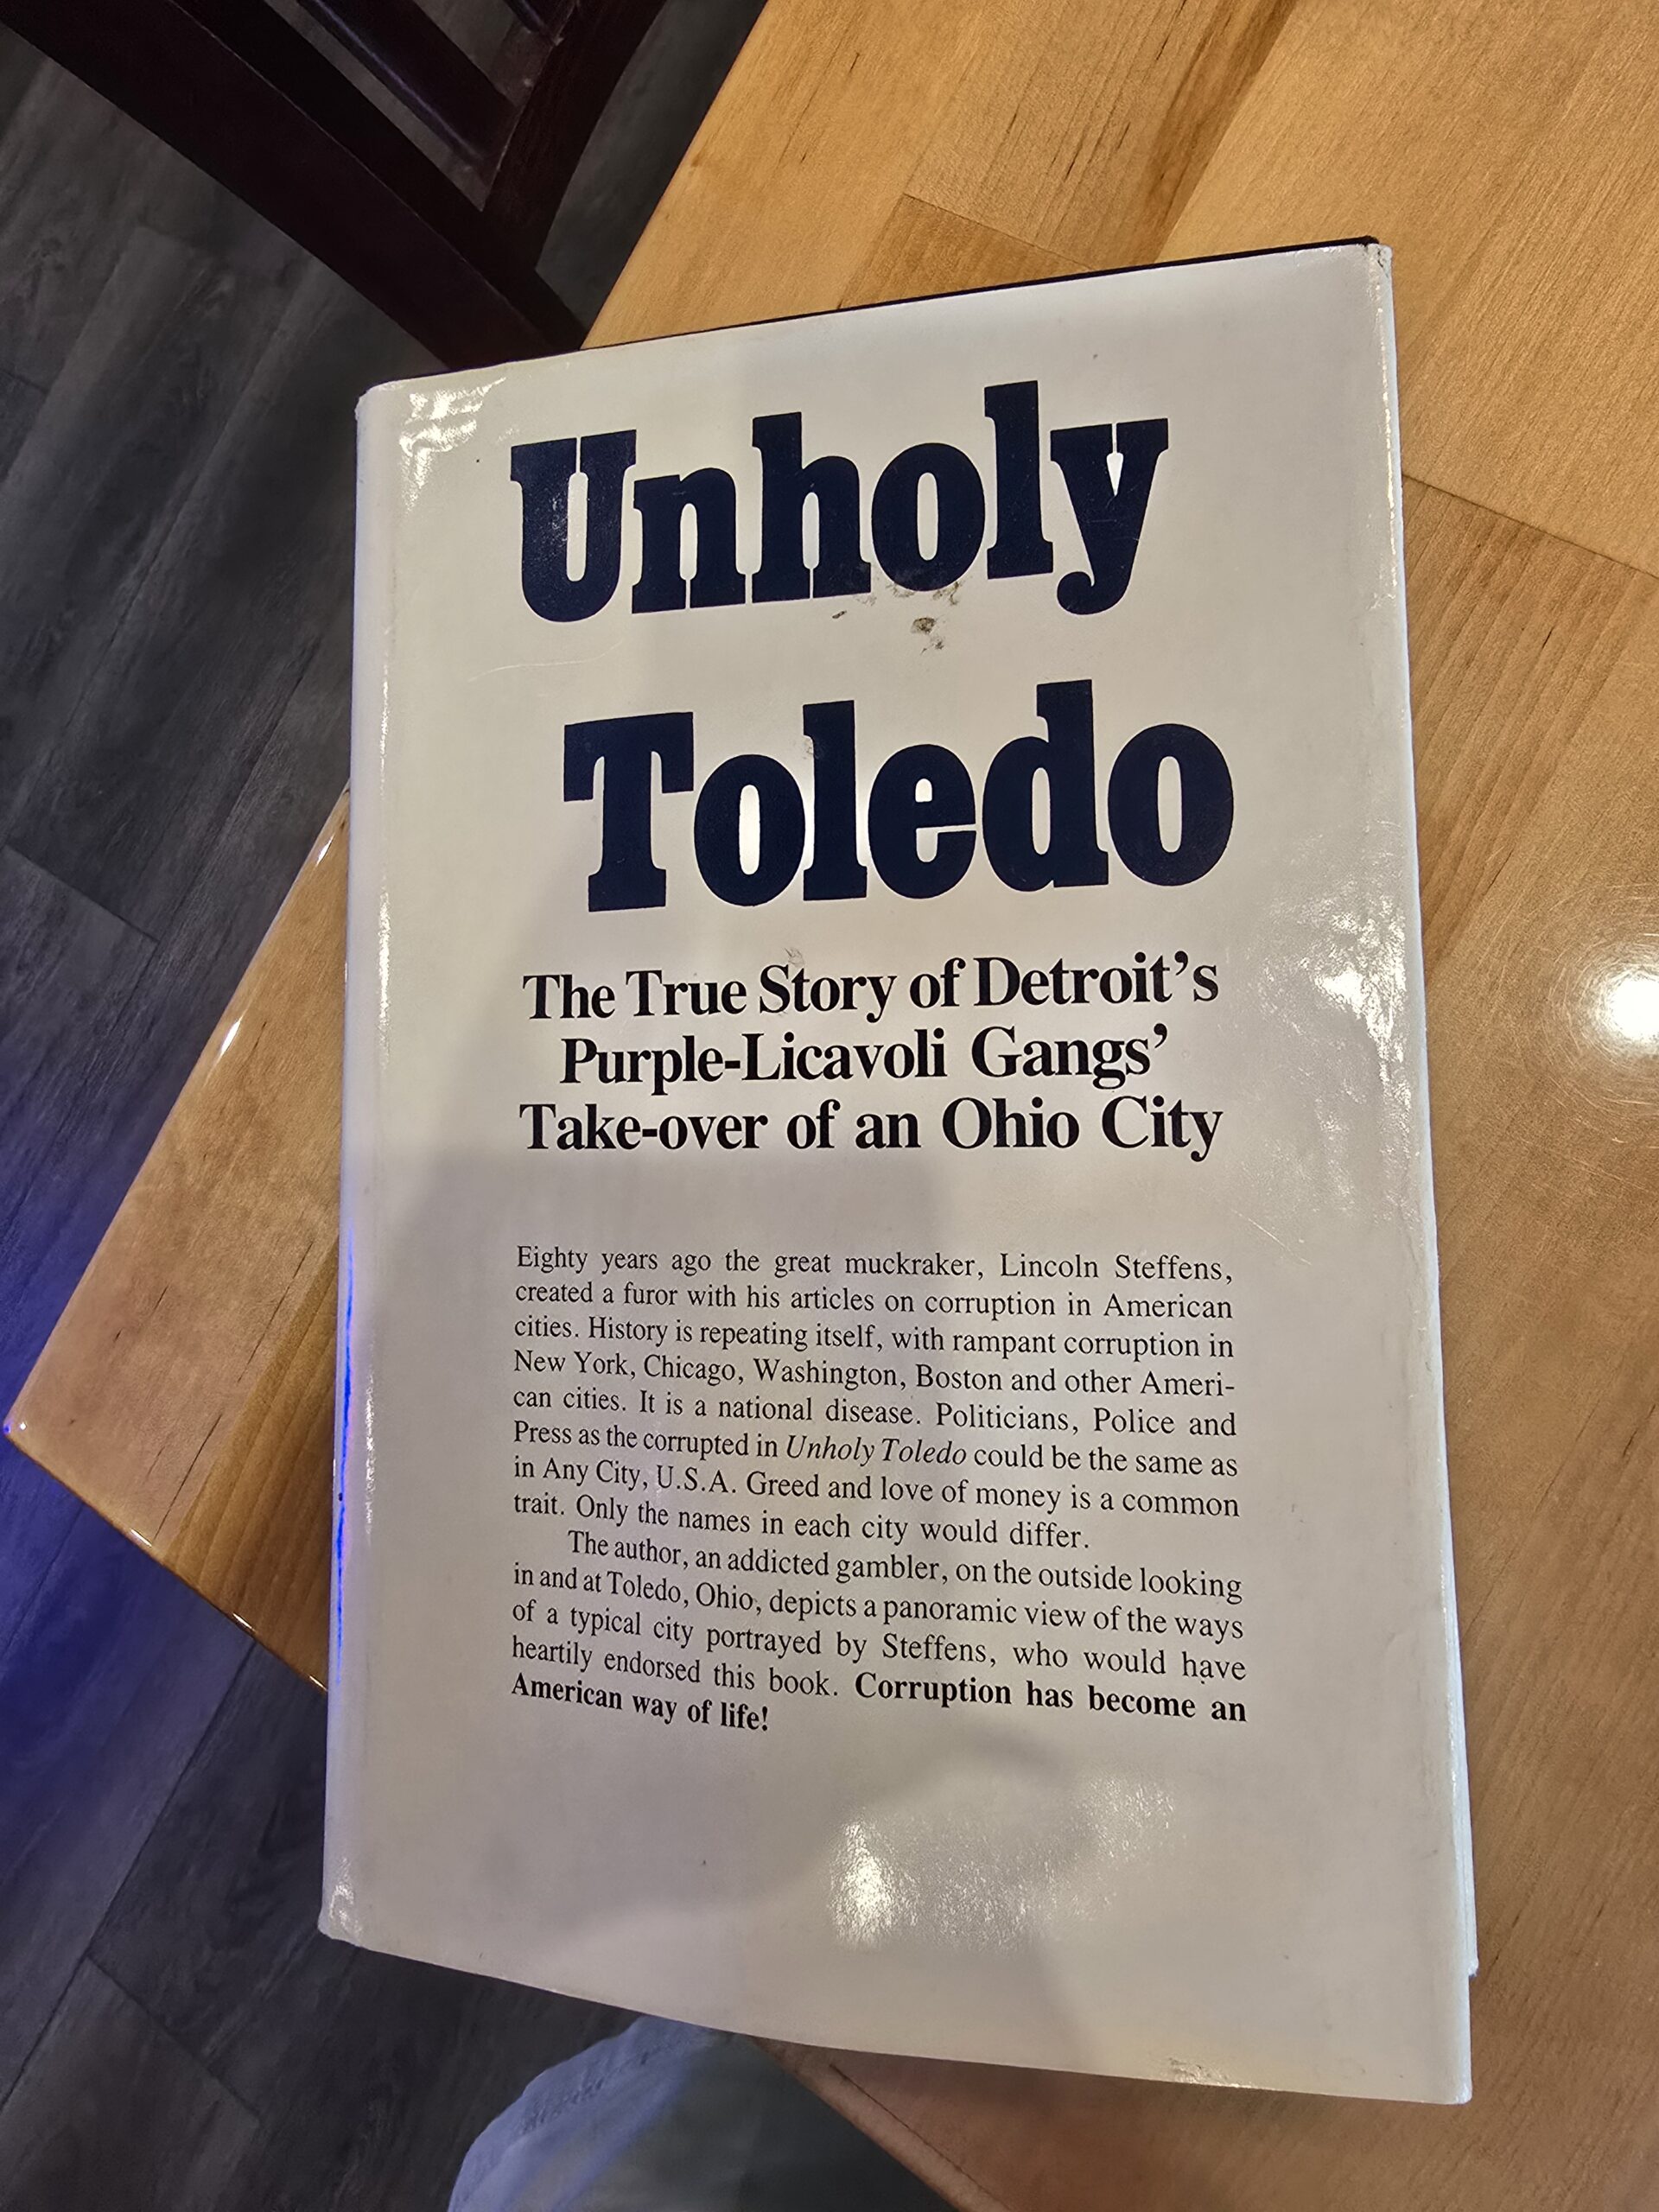 Unholy
Toledo
The True Story of Detroit's
Purple-Licavoli Gangs'
Take-over of an Ohio City
Eighty years ago the great muckraker, Lincoln Steffens,
created a furor with his articles on corruption in American
cities. History is repeating itself, with rampant corruption in
New York, Chicago, Washington, Boston and other Ameri-
can cities. It is a national disease. Politicians, Police and
Press as the corrupted in Unholy Toledo could be the same as
in Any City, U.S.A. Greed and love of money is a common
trait. Only the names in each city would differ.
The author, an addicted gambler, on the outside looking
in and at Toledo, Ohio, depicts a panoramic view of the ways
of a typical city portrayed by Steffens, who would have
heartily endorsed this book. Corruption has become an
American way of life!